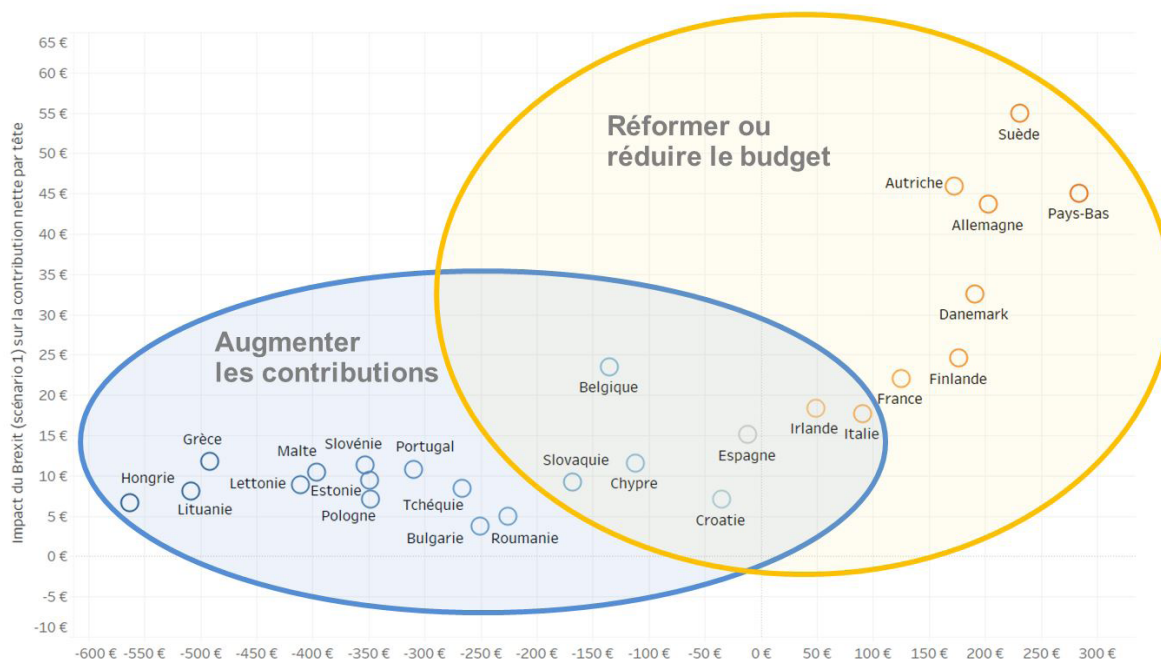 Impact du Brexit (scénario 1) sur la contribution nette par tête
65 €
60 €
55 €
50 €
45 €
40 €
35 €
30 €
25 €
20 €
15 €
10 €
5 €
0 €
-5 €
-10 €
Réformer ou
réduire le budget
Augmenter
les contributions
Suède
Autriche
Allemagne
Pays-Bas
Danemark
Finlande
France
Belgique
Irlande
Italie
Espagne
Grèce
Malte
Slovénie
Portugal
Slovaquie
Chypre
Hongrie
Lettonie
Estonie
Lituanie
Pologne
Tchéquie
Croatie
Bulgarie
Roumanie
-600 € -550 € -500 € -450 € -400 € -350 € -300 € -250 € -200 € -150 € -100 € -50 € 0 € 50 € 100 € 150 € 200 € 250 € 300 €